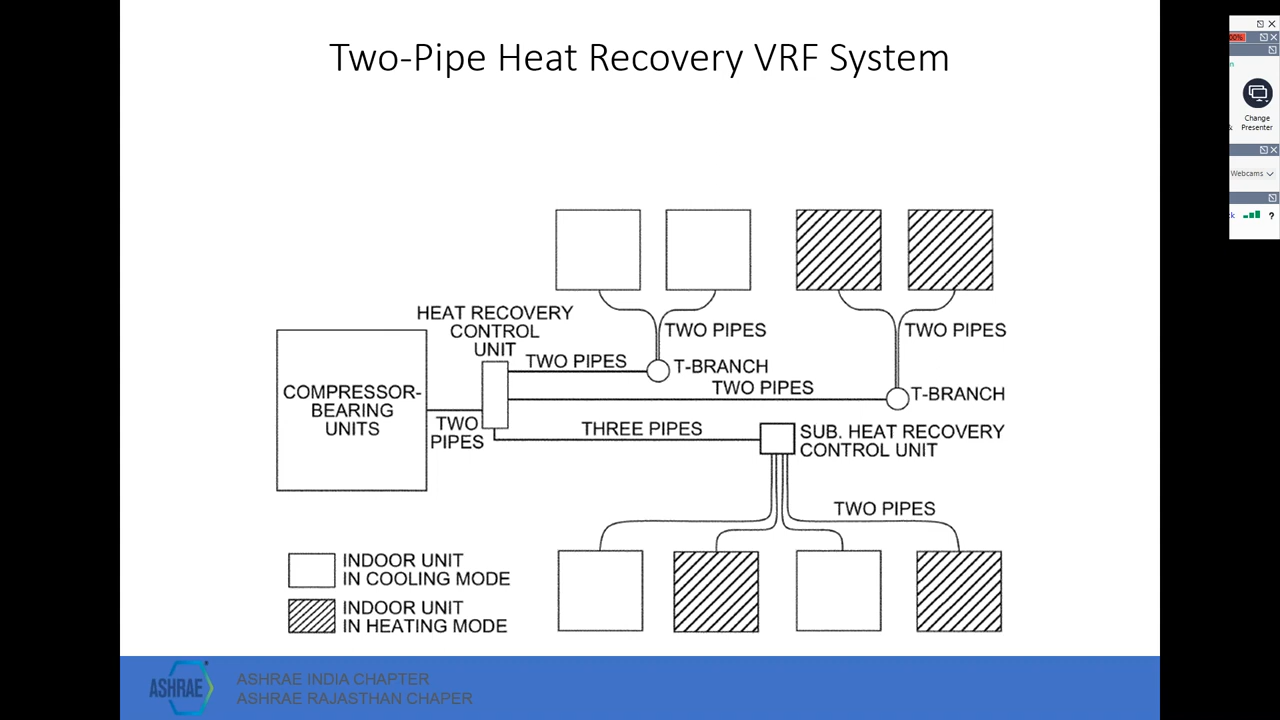 Two-Pipe Heat Recovery VRF System
HEAT RECOVERY
CONTROL
UNIT
COMPRESSOR-
BEARING
UNITS
TWO
PIPES
TWO PIPES
TWO PIPES
T-BRANCH
TWO PIPES
TWO PIPES
T-BRANCH
THREE PIPES
SUB. HEAT RECOVERY
CONTROL UNIT
TWO PIPES
INDOOR UNIT
IN COOLING MODE
INDOOR UNIT
IN HEATING MODE
ASHRAE
ASHRAE INDIA CHAPTER
ASHRAE RAJASTHAN CHAPER
Change
Presenter
Webcams
?